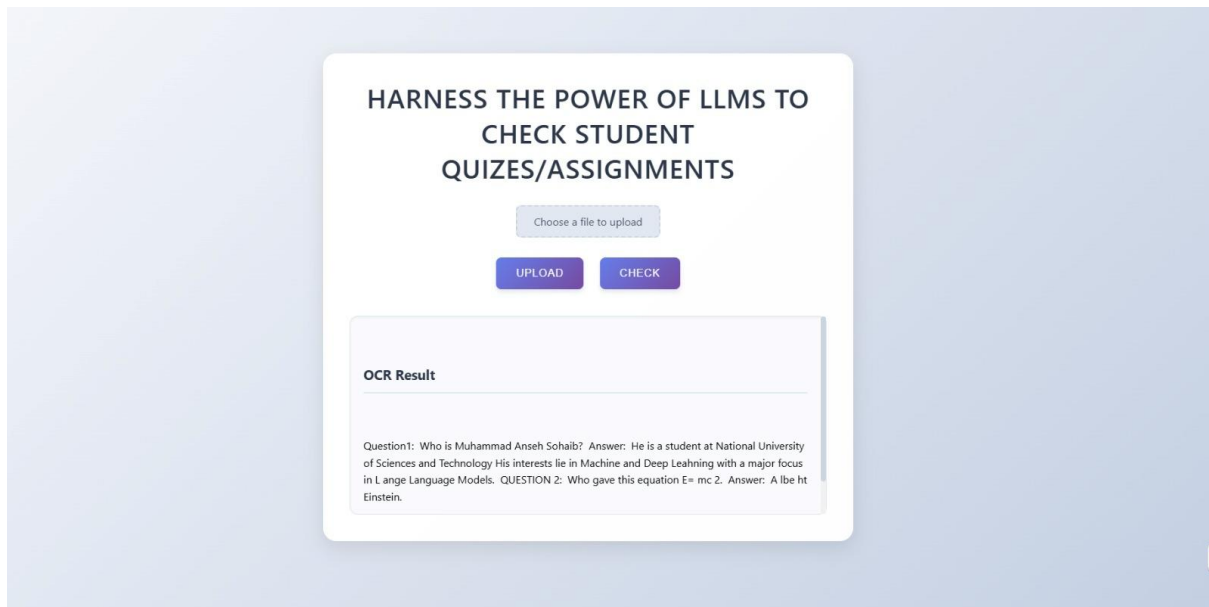 HARNESS THE POWER OF LLMS TO
CHECK STUDENT
QUIZES/ASSIGNMENTS
Choose a file to upload
UPLOAD CHECK
OCR Result
Question1: Who is Muhammad Anseh Sohaib? Answer: He is a student at National University
of Sciences and Technology His interests lie in Machine and Deep Leahning with a major focus
in L ange Language Models. QUESTION 2: Who gave this equation E= mc 2. Answer: A lbe ht
Einstein.